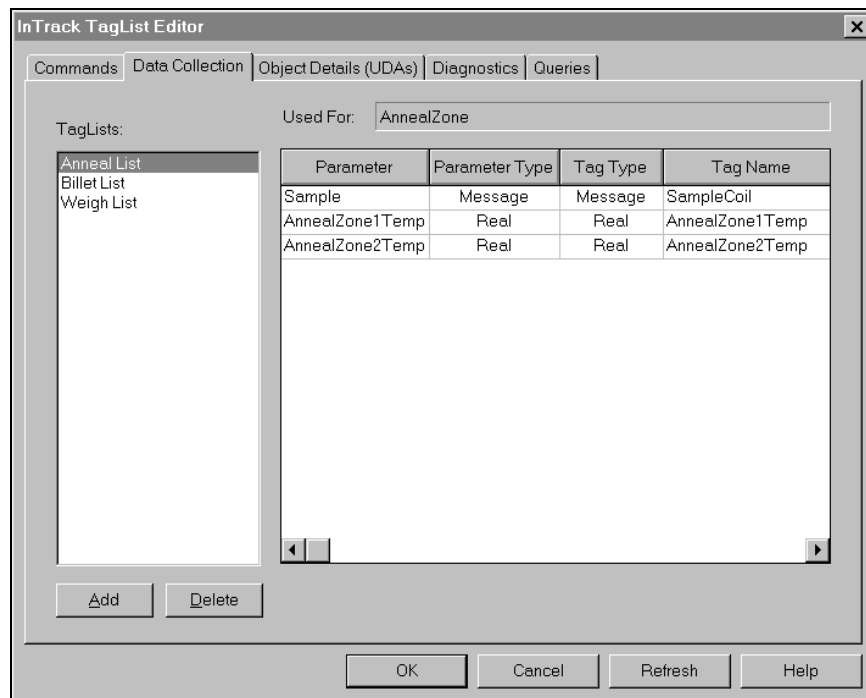 InTrack TagList Editor
Commands Data Collection Object Details (UDAs) Diagnostics Queries
Used For: AnnealZone
TagLists:
Anneal List
Billet List
Weigh List
Parameter Parameter Type Tag Type Tag Name
Sample Message Message SampleCoil
AnnealZone1Temp Real Real AnnealZone1Temp
AnnealZone2Temp Real Real AnnealZone2Temp
Add Delete
OK Cancel Refresh Help